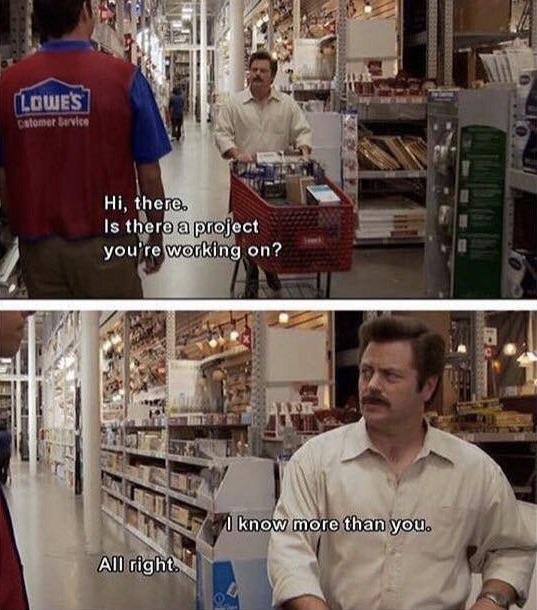 LOWE'S
Customer Service
Hi, there.
Is there a project
you're working on?
I know more than you.
All right.